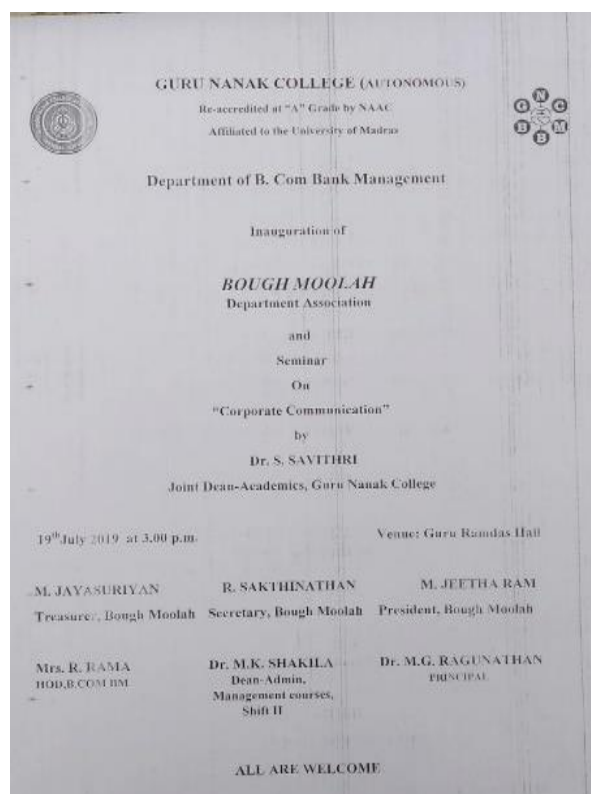 GURU NANAK COLLEGE (AUTONOMOUS)
Re-accredited at "A" Grade by NAAC
Affiliated to the University of Madras
G N C B B M
Department of B. Com Bank Management
Inauguration of
BOUGH MOOLAH
Department Association
and
Seminar
On
"Corporate Communication"
by
Dr. S. SAVITHRI
Joint Dean-Academics, Guru Nanak College
19th July 2019 at 3.00 p.m. Venue: Guru Ramdas Hall
M. JAYASURIYAN R. SAKTHINATHAN M. JEETHA RAM
Treasurer, Bough Moolah Secretary, Bough Moolah President, Bough Moolah
Mrs. R. RAMA Dr. M.K. SHAKILA Dr. M.G. RAGUNATHAN
HOD,B.COM BM Dean-Admin, PRINCIPAL
Management courses,
Shift II
ALL ARE WELCOME